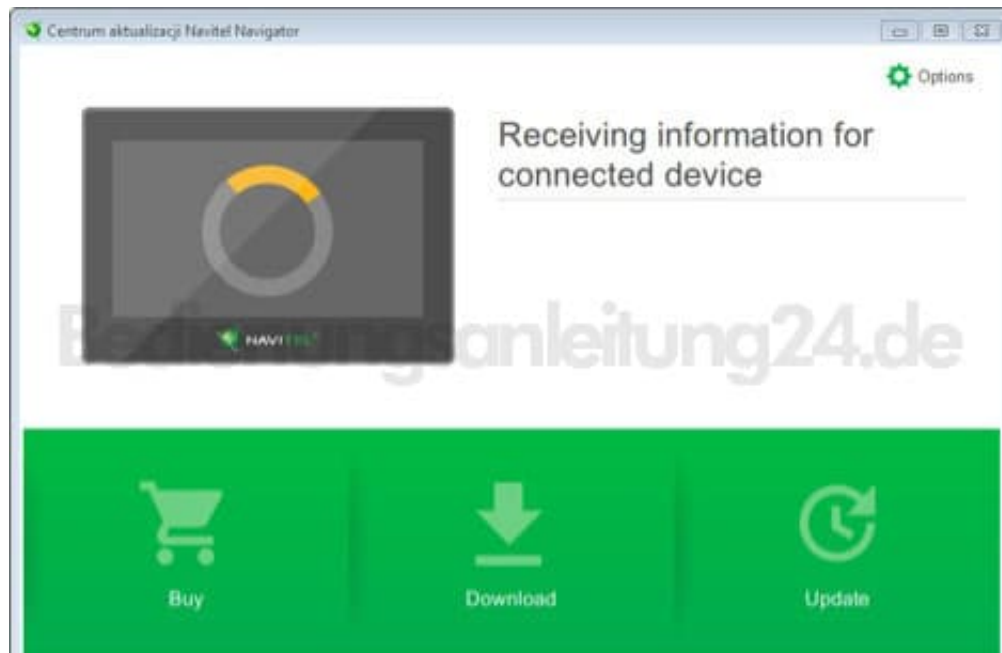 Centrum aktualizacji Navitel Navigator
Options
Receiving information for
connected device
NAVITEL
Bedienungsanleitung24.de
Buy
Download
Update